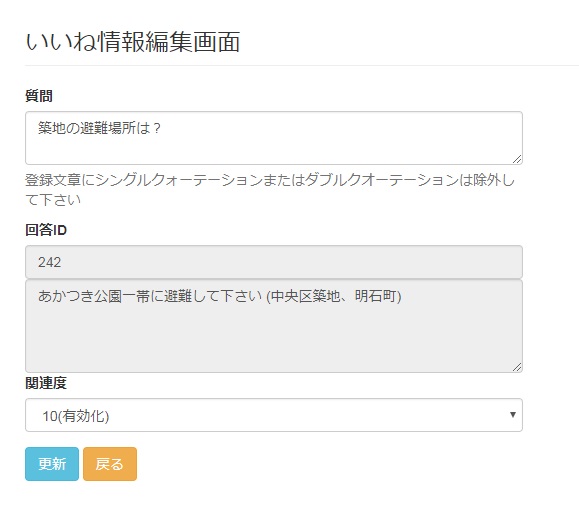 いいね情報編集画面
質問
築地の避難場所は？
登録文章にシングルクォーテーションまたはダブルクオーテーションは除外し
て下さい
回答ID
242
あかつき公園一帯に避難して下さい (中央区築地、明石町)
関連度
10(有効化)
更新 戻る